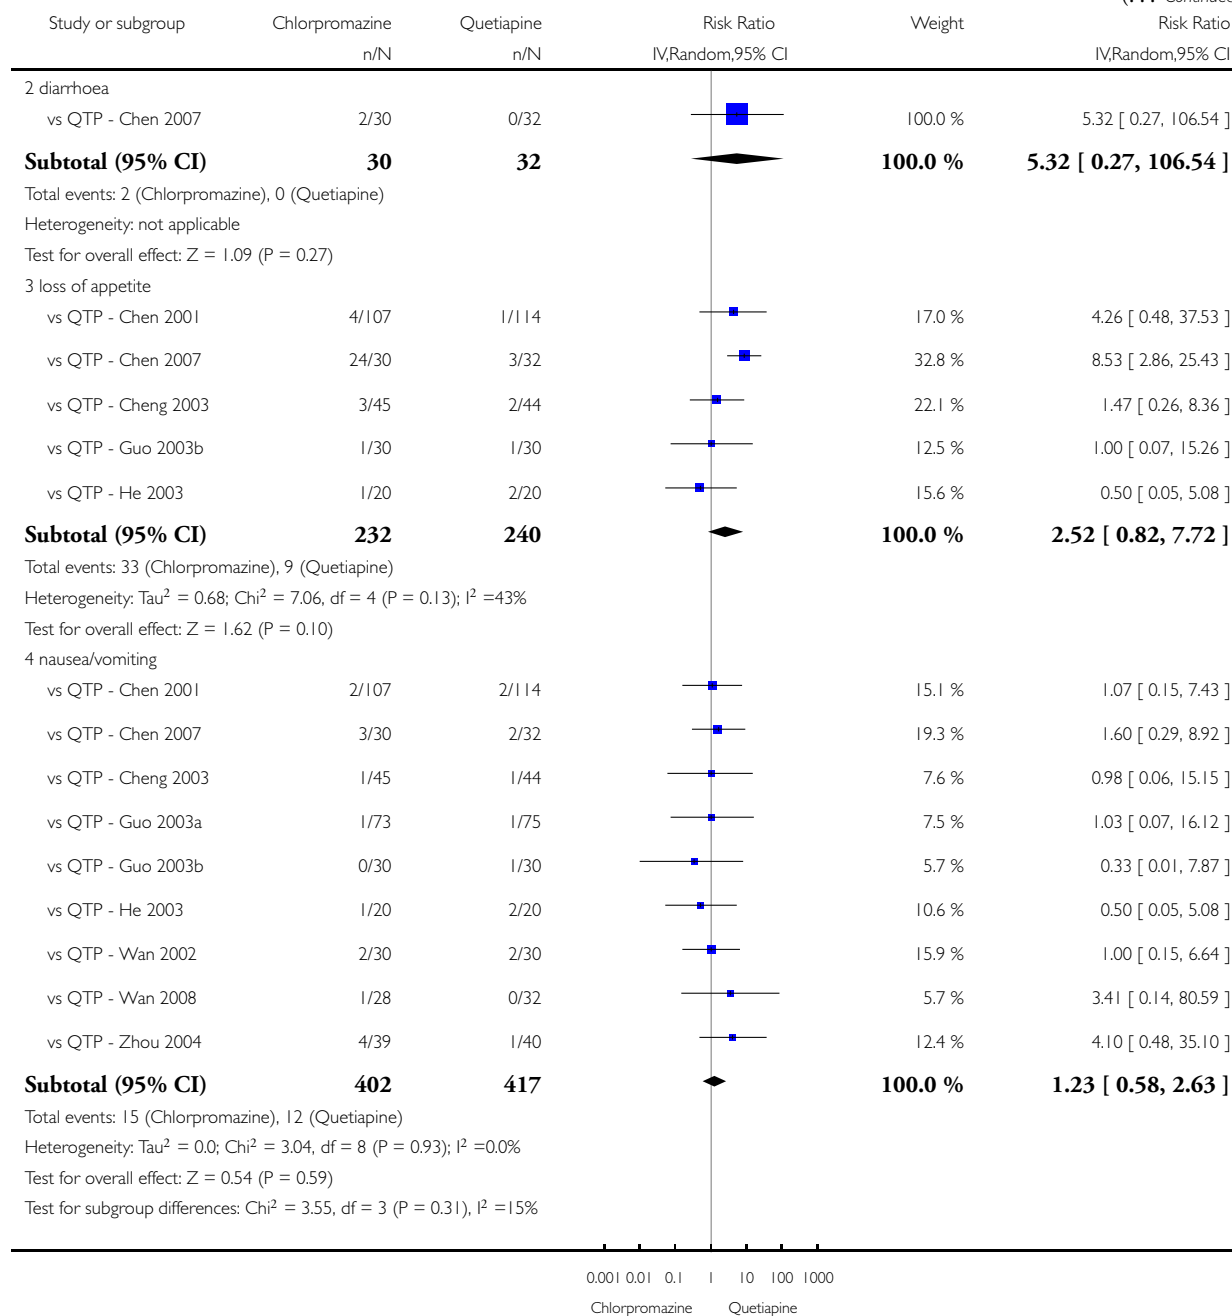 Continued
Study or subgroup Chlorpromazine Quetiapine Risk Ratio Weight Risk Ratio
n/N n/N IV,Random,95% CI IV,Random,95% CI
2 diarrhoea
vs QTP - Chen 2007 2/30 0/32 100.0 % 5.32 [ 0.27, 106.54 ]
Subtotal (95% CI) 30 32 100.0 % 5.32 [ 0.27, 106.54 ]
Total events: 2 (Chlorpromazine), 0 (Quetiapine)
Heterogeneity: not applicable
Test for overall effect: Z = 1.09 (P = 0.27)
3 loss of appetite
vs QTP - Chen 2001 4/107 1/114 17.0 % 4.26 [ 0.48, 37.53 ]
vs QTP - Chen 2007 24/30 3/32 32.8 % 8.53 [ 2.86, 25.43 ]
vs QTP - Cheng 2003 3/45 2/44 22.1 % 1.47 [ 0.26, 8.36 ]
vs QTP - Guo 2003b 1/30 1/30 12.5 % 1.00 [ 0.07, 15.26 ]
vs QTP - He 2003 1/20 2/20 15.6 % 0.50 [ 0.05, 5.08 ]
Subtotal (95% CI) 232 240 100.0 % 2.52 [ 0.82, 7.72 ]
Total events: 33 (Chlorpromazine), 9 (Quetiapine)
Heterogeneity: Tau² = 0.68; Chi² = 7.06, df = 4 (P = 0.13); I² =43%
Test for overall effect: Z = 1.62 (P = 0.10)
4 nausea/vomiting
vs QTP - Chen 2001 2/107 2/114 15.1 % 1.07 [ 0.15, 7.43 ]
vs QTP - Chen 2007 3/30 2/32 19.3 % 1.60 [ 0.29, 8.92 ]
vs QTP - Cheng 2003 1/45 1/44 7.6 % 0.98 [ 0.06, 15.15 ]
vs QTP - Guo 2003a 1/73 1/75 7.5 % 1.03 [ 0.07, 16.12 ]
vs QTP - Guo 2003b 0/30 1/30 5.7 % 0.33 [ 0.01, 7.87 ]
vs QTP - He 2003 1/20 2/20 10.6 % 0.50 [ 0.05, 5.08 ]
vs QTP - Wan 2002 2/30 2/30 15.9 % 1.00 [ 0.15, 6.64 ]
vs QTP - Wan 2008 1/28 0/32 5.7 % 3.41 [ 0.14, 80.59 ]
vs QTP - Zhou 2004 4/39 1/40 12.4 % 4.10 [ 0.48, 35.10 ]
Subtotal (95% CI) 402 417 100.0 % 1.23 [ 0.58, 2.63 ]
Total events: 15 (Chlorpromazine), 12 (Quetiapine)
Heterogeneity: Tau² = 0.0; Chi² = 3.04, df = 8 (P = 0.93); I² =0.0%
Test for overall effect: Z = 0.54 (P = 0.59)
Test for subgroup differences: Chi² = 3.55, df = 3 (P = 0.31), I² =15%
0.001 0.01 0.1 1 10 100 1000
Chlorpromazine Quetiapine